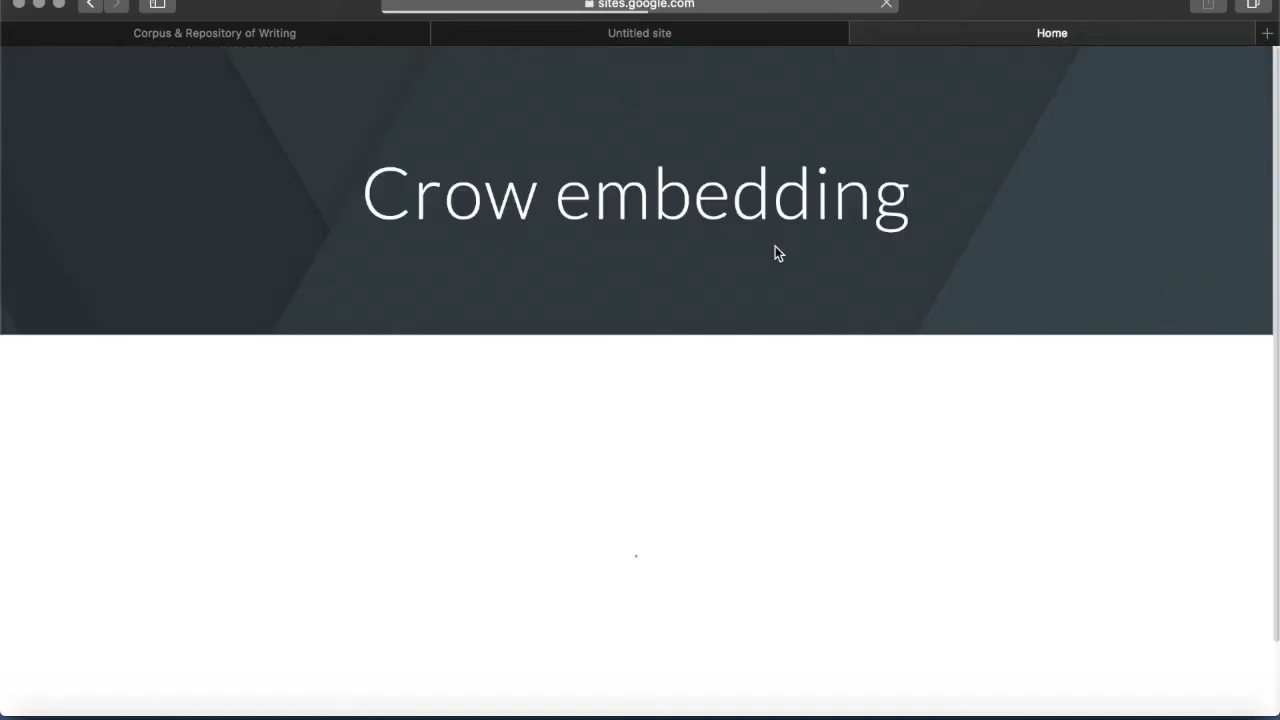 sites.google.com
Corpus & Repository of Writing
Untitled site
Home
Crow embedding